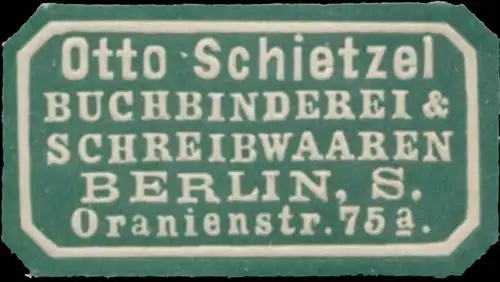 Otto Schietzel
BUCHBINDEREI &
SCHREIBWAAREN
BERLIN, S.
Oranienstr. 75a.